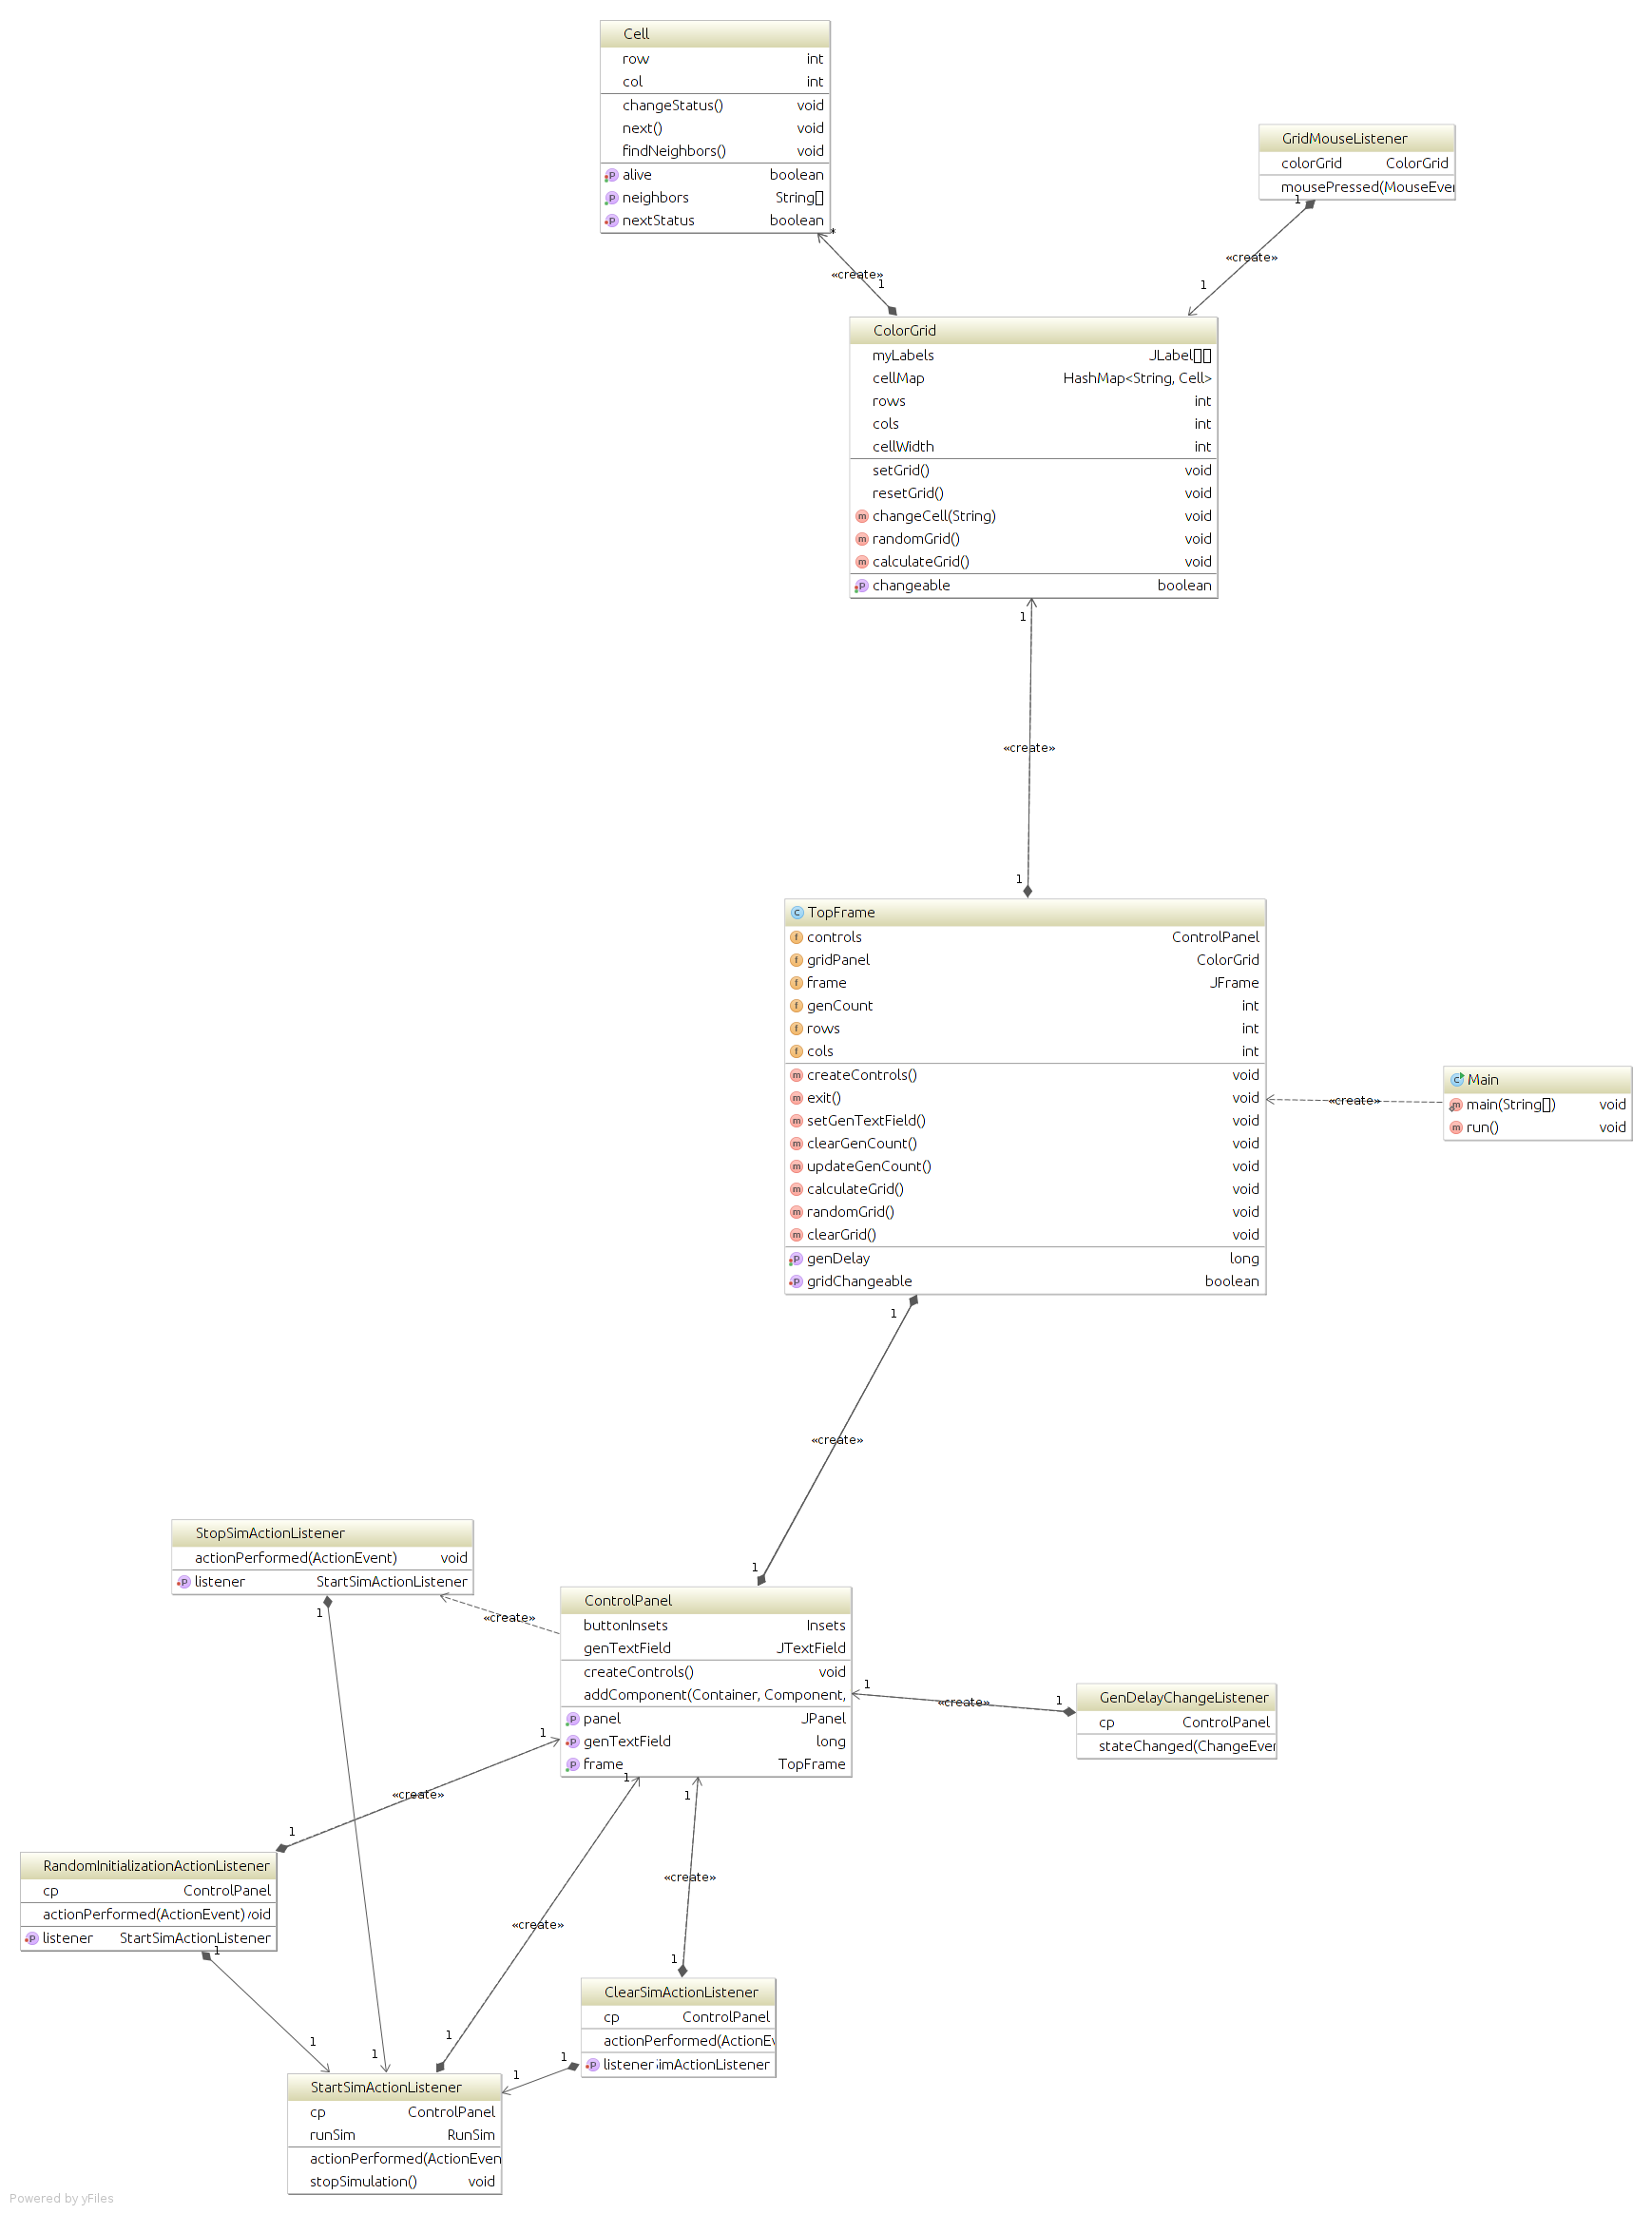 Cell
row int
col int
changeStatus() void
next() void
findNeighbors() void
alive boolean
neighbors String[]
nextStatus boolean
*
«create»
1
GridMouseListener
colorGrid ColorGrid
mousePressed(MouseEve
1
«create»
1
ColorGrid
myLabels JLabel[][]
cellMap HashMap<String, Cell>
rows int
cols int
cellWidth int
setGrid() void
resetGrid() void
changeCell(String) void
randomGrid() void
calculateGrid() void
changeable boolean
1
«create»
1
TopFrame
controls ControlPanel
gridPanel ColorGrid
frame JFrame
genCount int
rows int
cols int
createControls() void
exit() void
setGenTextField() void
clearGenCount() void
updateGenCount() void
calculateGrid() void
randomGrid() void
clearGrid() void
genDelay long
gridChangeable boolean
«create»
Main
main(String[]) void
run() void
1
«create»
1
StopSimActionListener
actionPerformed(ActionEvent) void
listener StartSimActionListener
1
«create»
ControlPanel
buttonInsets Insets
genTextField JTextField
createControls() void
addComponent(Container, Component,
panel JPanel
genTextField long
frame TopFrame
1
«create»
1
GenDelayChangeListener
cp ControlPanel
stateChanged(ChangeEve
1
1
1
«create»
1
RandomInitializationActionListener
cp ControlPanel
actionPerformed(ActionEvent) void
listener StartSimActionListener
1
«create»
«create»
1
ClearSimActionListener
cp ControlPanel
actionPerformed(ActionE
listener imActionListener
1
1
1
1
1
StartSimActionListener
cp ControlPanel
runSim RunSim
actionPerformed(ActionEven
stopSimulation() void
Powered by yFiles